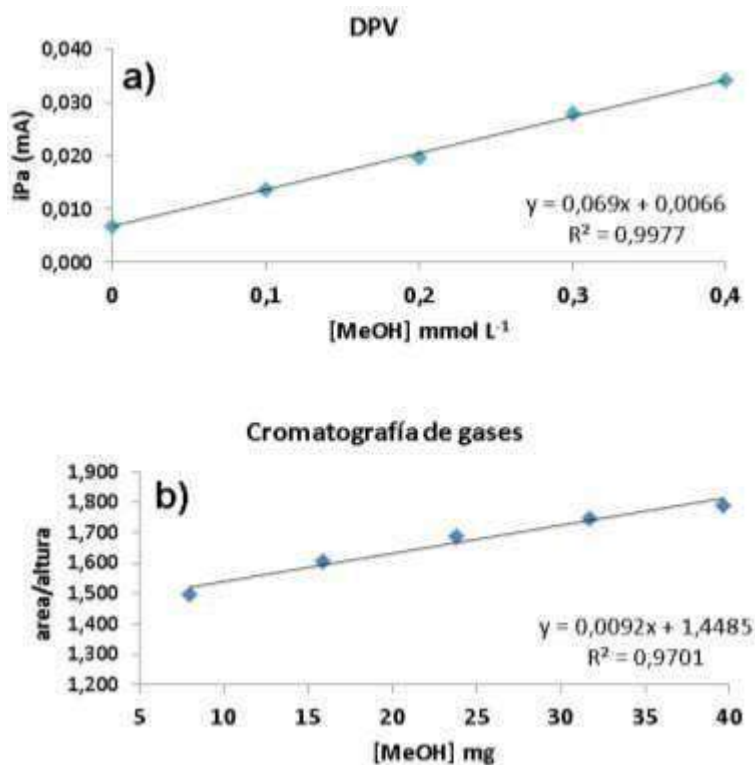 DPV
a)
0,040
0,030
0,020
0,010
0,000
iPa (mA)
y = 0,069x + 0,0066
R² = 0,9977
0 0,1 0,2 0,3 0,4
[MeOH] mmol L⁻¹
Cromatografía de gases
b)
1,900
1,800
1,700
1,600
1,500
1,400
1,300
1,200
area/altura
y = 0,0092x + 1,4485
R² = 0,9701
5 10 15 20 25 30 35 40
[MeOH] mg